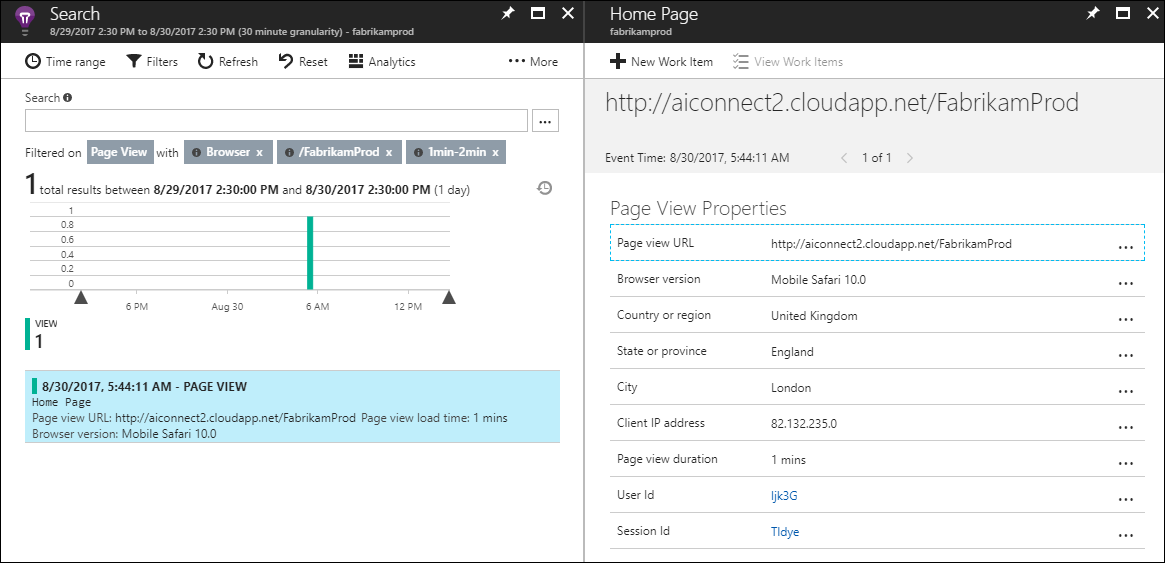 Search
8/29/2017 2:30 PM to 8/30/2017 2:30 PM (30 minute granularity) - fabrikamprod
Time range Filters Refresh Reset Analytics ••• More
Search
...
Filtered on Page View with Browser x /FabrikamProd x 1min-2min x
1 total results between 8/29/2017 2:30:00 PM and 8/30/2017 2:30:00 PM (1 day)
1
0.8
0.6
0.4
0.2
0
6 PM Aug 30 6 AM 12 PM
VIEW
1
8/30/2017, 5:44:11 AM - PAGE VIEW
Home Page
Page view URL: http://aiconnect2.cloudapp.net/FabrikamProd Page view load time: 1 mins
Browser version: Mobile Safari 10.0
Home Page
fabrikamprod
New Work Item View Work Items
http://aiconnect2.cloudapp.net/FabrikamProd
Event Time: 8/30/2017, 5:44:11 AM < 1 of 1 >
Page View Properties
Page view URL http://aiconnect2.cloudapp.net/FabrikamProd ...
Browser version Mobile Safari 10.0 ...
Country or region United Kingdom ...
State or province England ...
City London ...
Client IP address 82.132.235.0 ...
Page view duration 1 mins ...
User Id ljk3G ...
Session Id Tldye ...